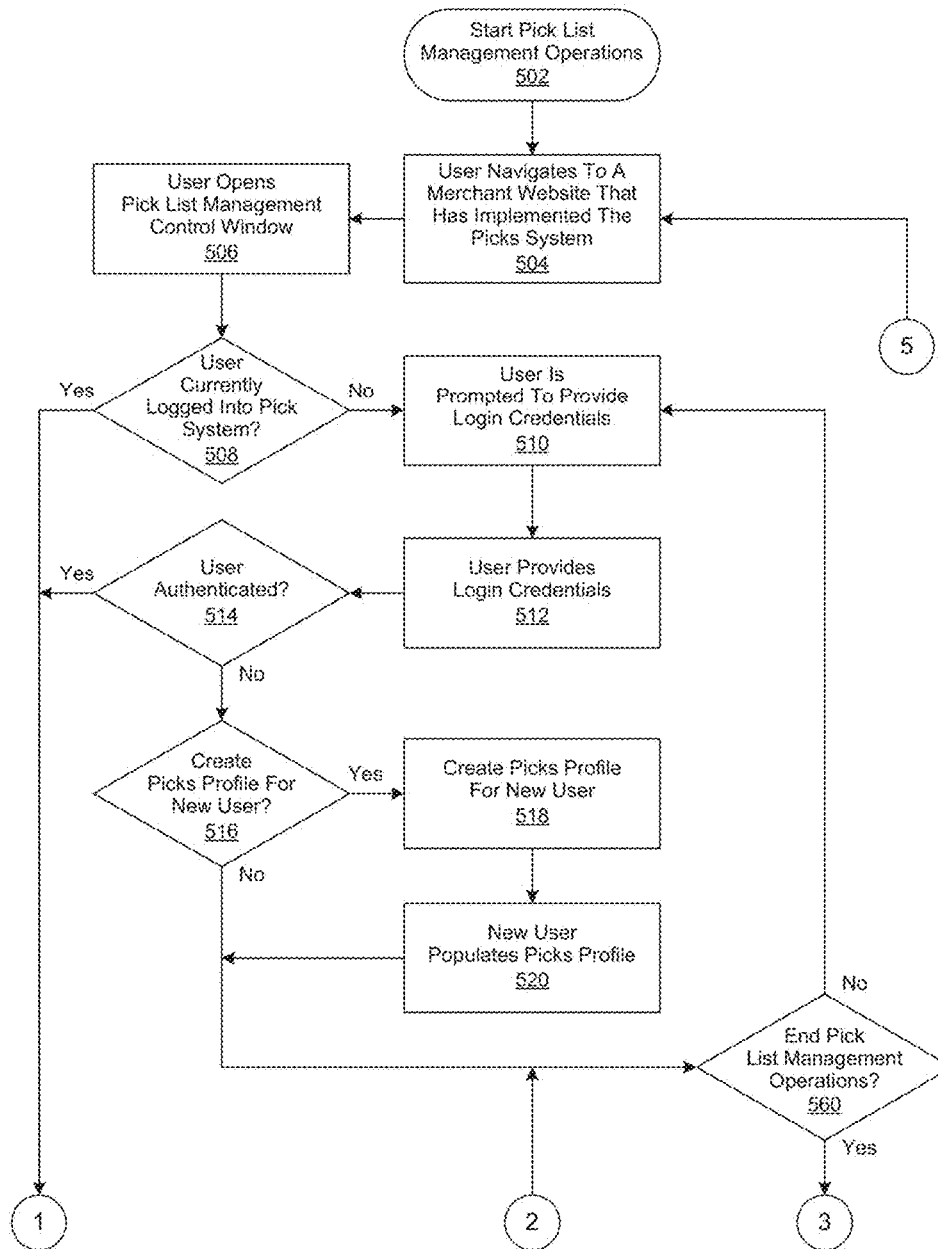 Start Pick List
Management Operations
502
User Navigates To A
Merchant Website That
Has Implemented The
Picks System
504
User Opens
Pick List Management
Control Window
506
5
User
Currently
Logged Into Pick
System?
508
Yes
No
User Is
Prompted To Provide
Login Credentials
510
User Provides
Login Credentials
512
User
Authenticated?
514
Yes
No
Create
Picks Profile For
New User?
516
Yes
No
Create Picks Profile
For New User
518
New User
Populates Picks Profile
520
No
End Pick
List Management
Operations?
560
Yes
1
2
3